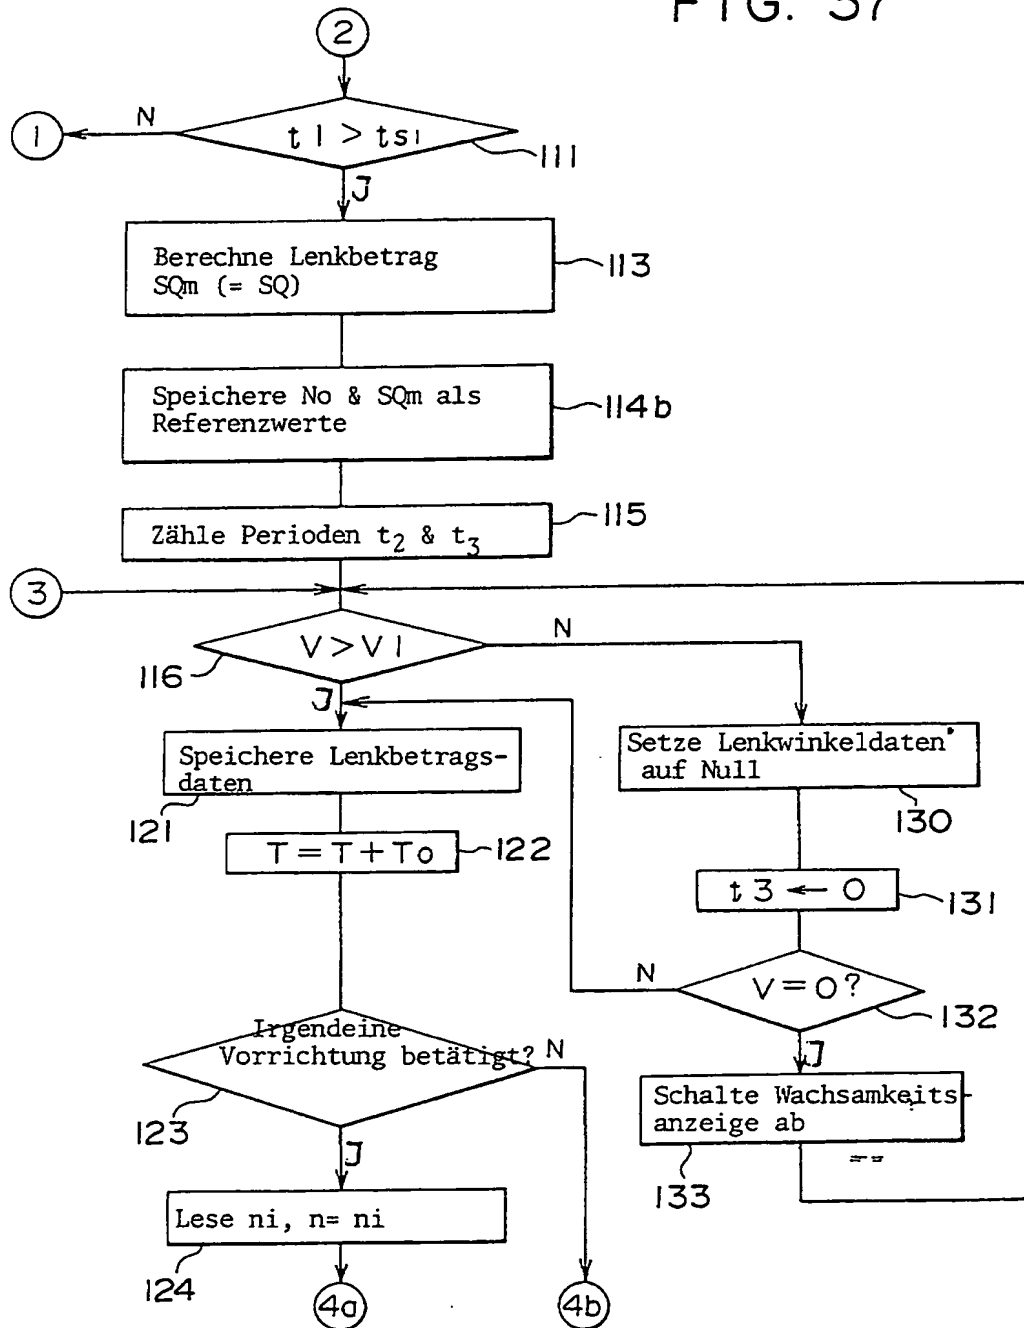 FIG. 37
2
N
1
t1 > ts1
111
J
Berechne Lenkbetrag
SQm (= SQ)
113
Speichere No & SQm als
Referenzwerte
114b
Zähle Perioden t2 & t3
115
3
V > V1
N
116
J
Speichere Lenkbetrags-
daten
121
Setze Lenkwinkeldaten
auf Null
130
T = T + To
122
t3 ← 0
131
N
V = 0?
132
J
Irgendeine
Vorrichtung betätigt?
N
123
J
Schalte Wachsamkeits-
anzeige ab
133
Lese ni, n= ni
124
4a
4b